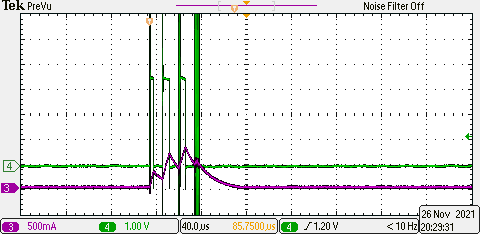 Tek PreVu Noise Filter Off
4
3
3 500mA 4 1.00 V 40.0µs 85.7500µs 4 ∫ 1.20 V < 10 Hz
26 Nov 2021
20:29:31